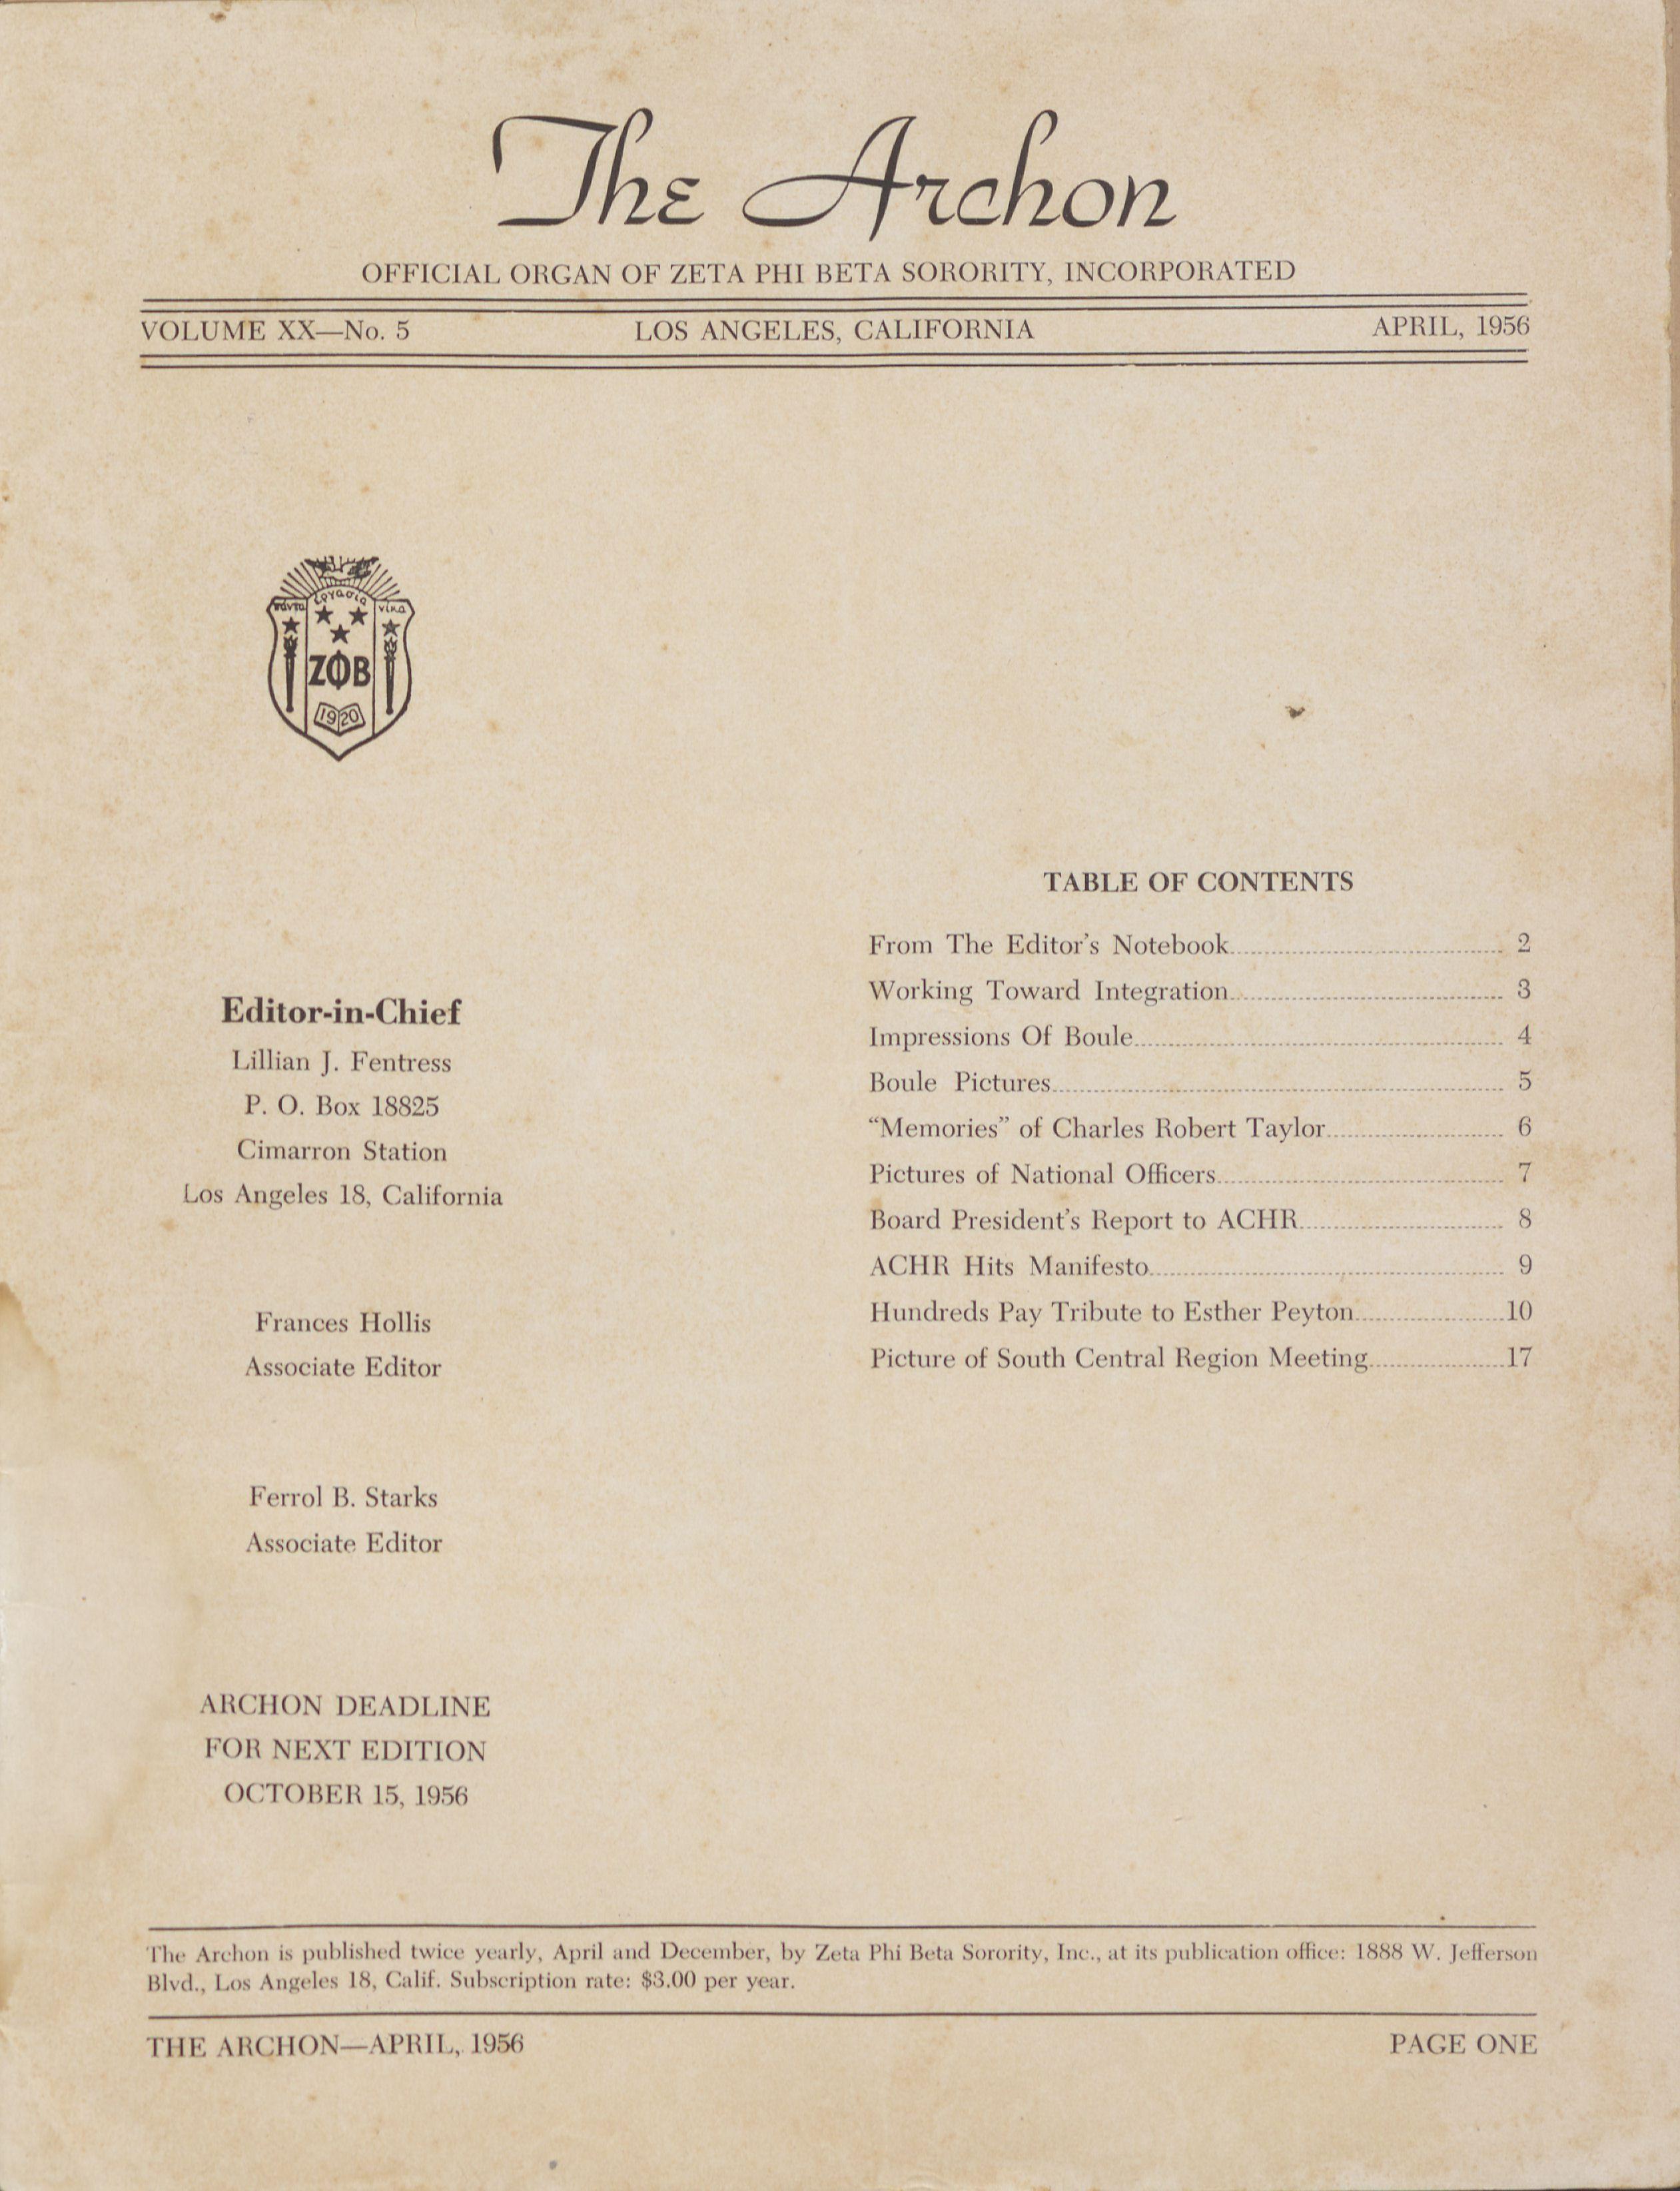 The Archon
OFFICIAL ORGAN OF ZETA PHI BETA SORORITY, INCORPORATED
VOLUME XX—No. 5 LOS ANGELES, CALIFORNIA APRIL, 1956
ΖΦΒ
1920
Editor-in-Chief
Lillian J. Fentress
P. O. Box 18825
Cimarron Station
Los Angeles 18, California
Frances Hollis
Associate Editor
Ferrol B. Starks
Associate Editor
ARCHON DEADLINE
FOR NEXT EDITION
OCTOBER 15, 1956
TABLE OF CONTENTS
From The Editor's Notebook 2
Working Toward Integration 3
Impressions Of Boule 4
Boule Pictures 5
“Memories” of Charles Robert Taylor 6
Pictures of National Officers 7
Board President's Report to ACHR 8
ACHR Hits Manifesto 9
Hundreds Pay Tribute to Esther Peyton 10
Picture of South Central Region Meeting 17
The Archon is published twice yearly, April and December, by Zeta Phi Beta Sorority, Inc., at its publication office: 1888 W. Jefferson
Blvd., Los Angeles 18, Calif. Subscription rate: $3.00 per year.
THE ARCHON—APRIL, 1956 PAGE ONE